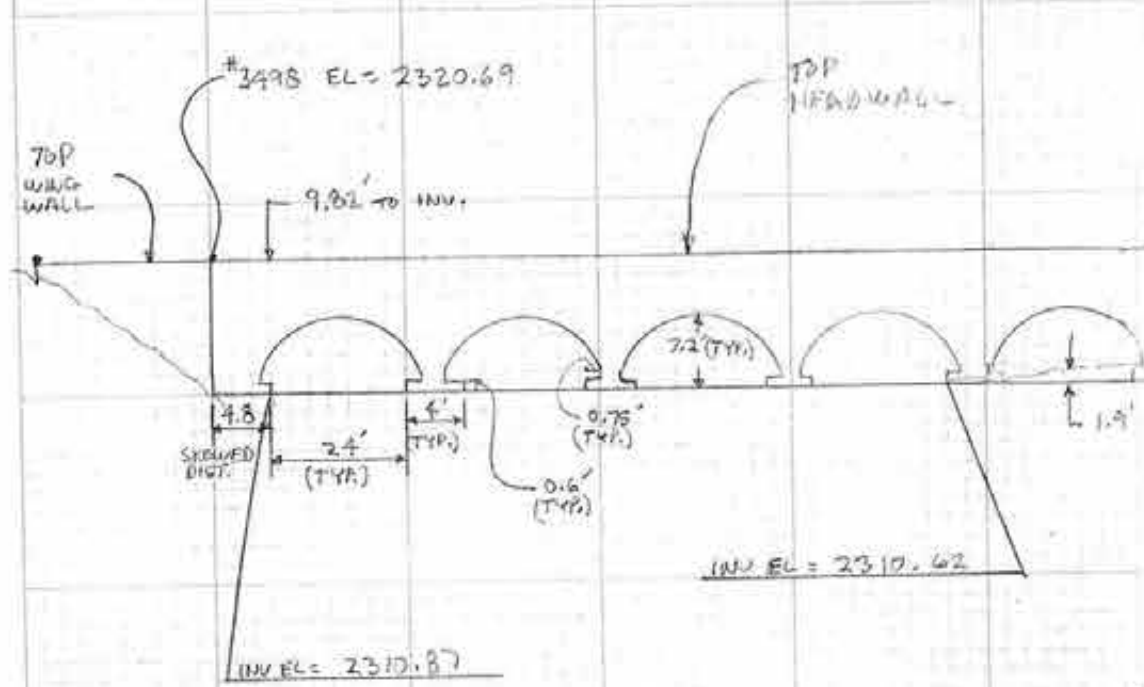 #3498 EL = 2320.69
TOP
HEADWALL
TOP
WING
WALL
9.82' TO INV.
7.2' (TYP.)
4.8
SKEWED
DIST.
24'
(TYP.)
4'
(TYP.)
0.75'
(TYP.)
0.6'
(TYP.)
1.9'
INV EL = 2310.62
INV EL = 2310.87